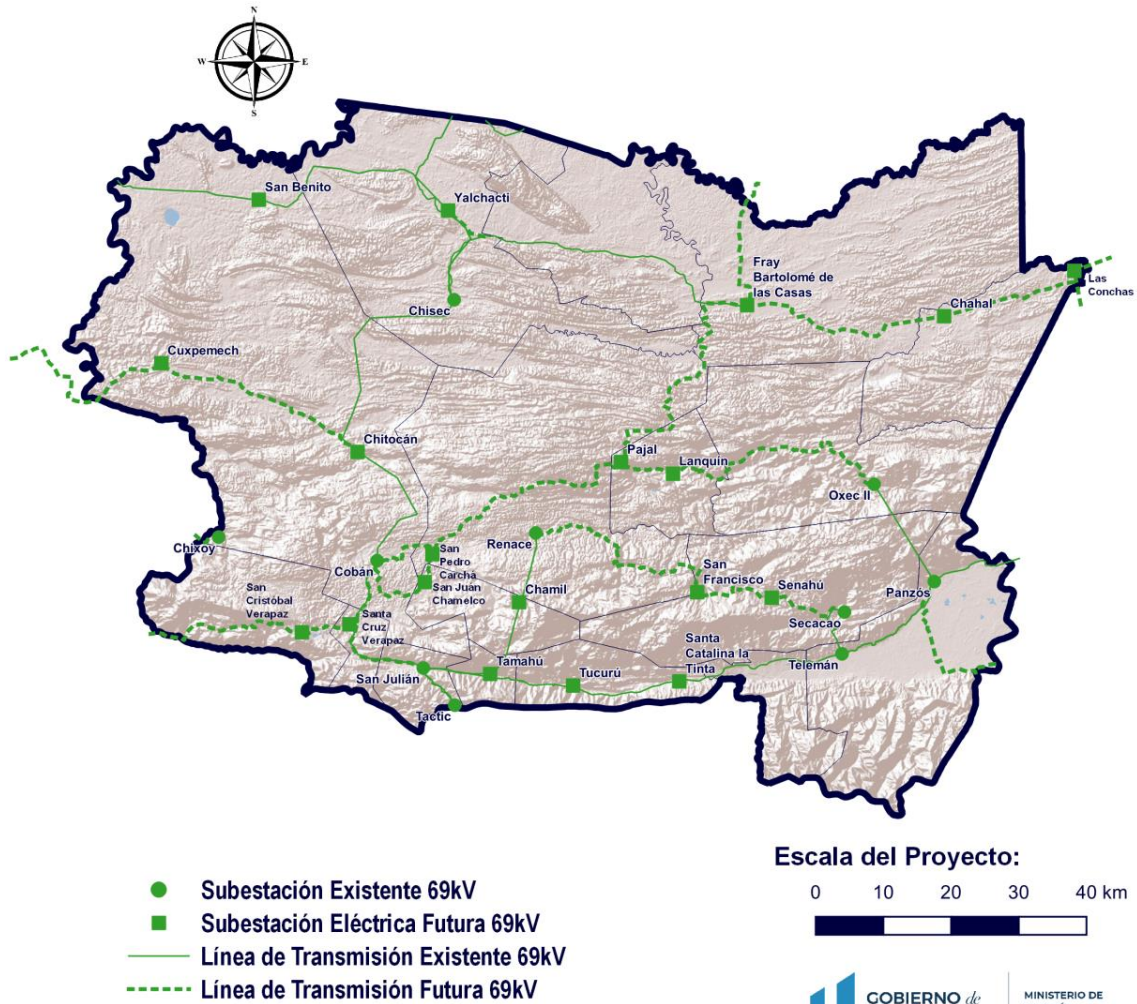 N
W
E
S
San Benito
Yalchacti
Fray
Bartolomé de
las Casas
Las
Conchas
Chisec
Chahal
Cuxpemech
Chitocán
Pajal
Lanquín
Oxec II
Chixoy
Renace
Cobán
San
Pedro
Carchá
San Juán
Chamelco
San
Francisco
Senahú
Panzós
San
Cristóbal
Verapaz
Chamil
Santa
Cruz
Verapaz
Secacao
Santa
Catalina la
Tinta
Telemán
San Julián
Tamahú
Tucurú
Tactic
Escala del Proyecto:
0 10 20 30 40 km
Subestación Existente 69kV
Subestación Eléctrica Futura 69kV
Línea de Transmisión Existente 69kV
Línea de Transmisión Futura 69kV
GOBIERNO de
MINISTERIO DE